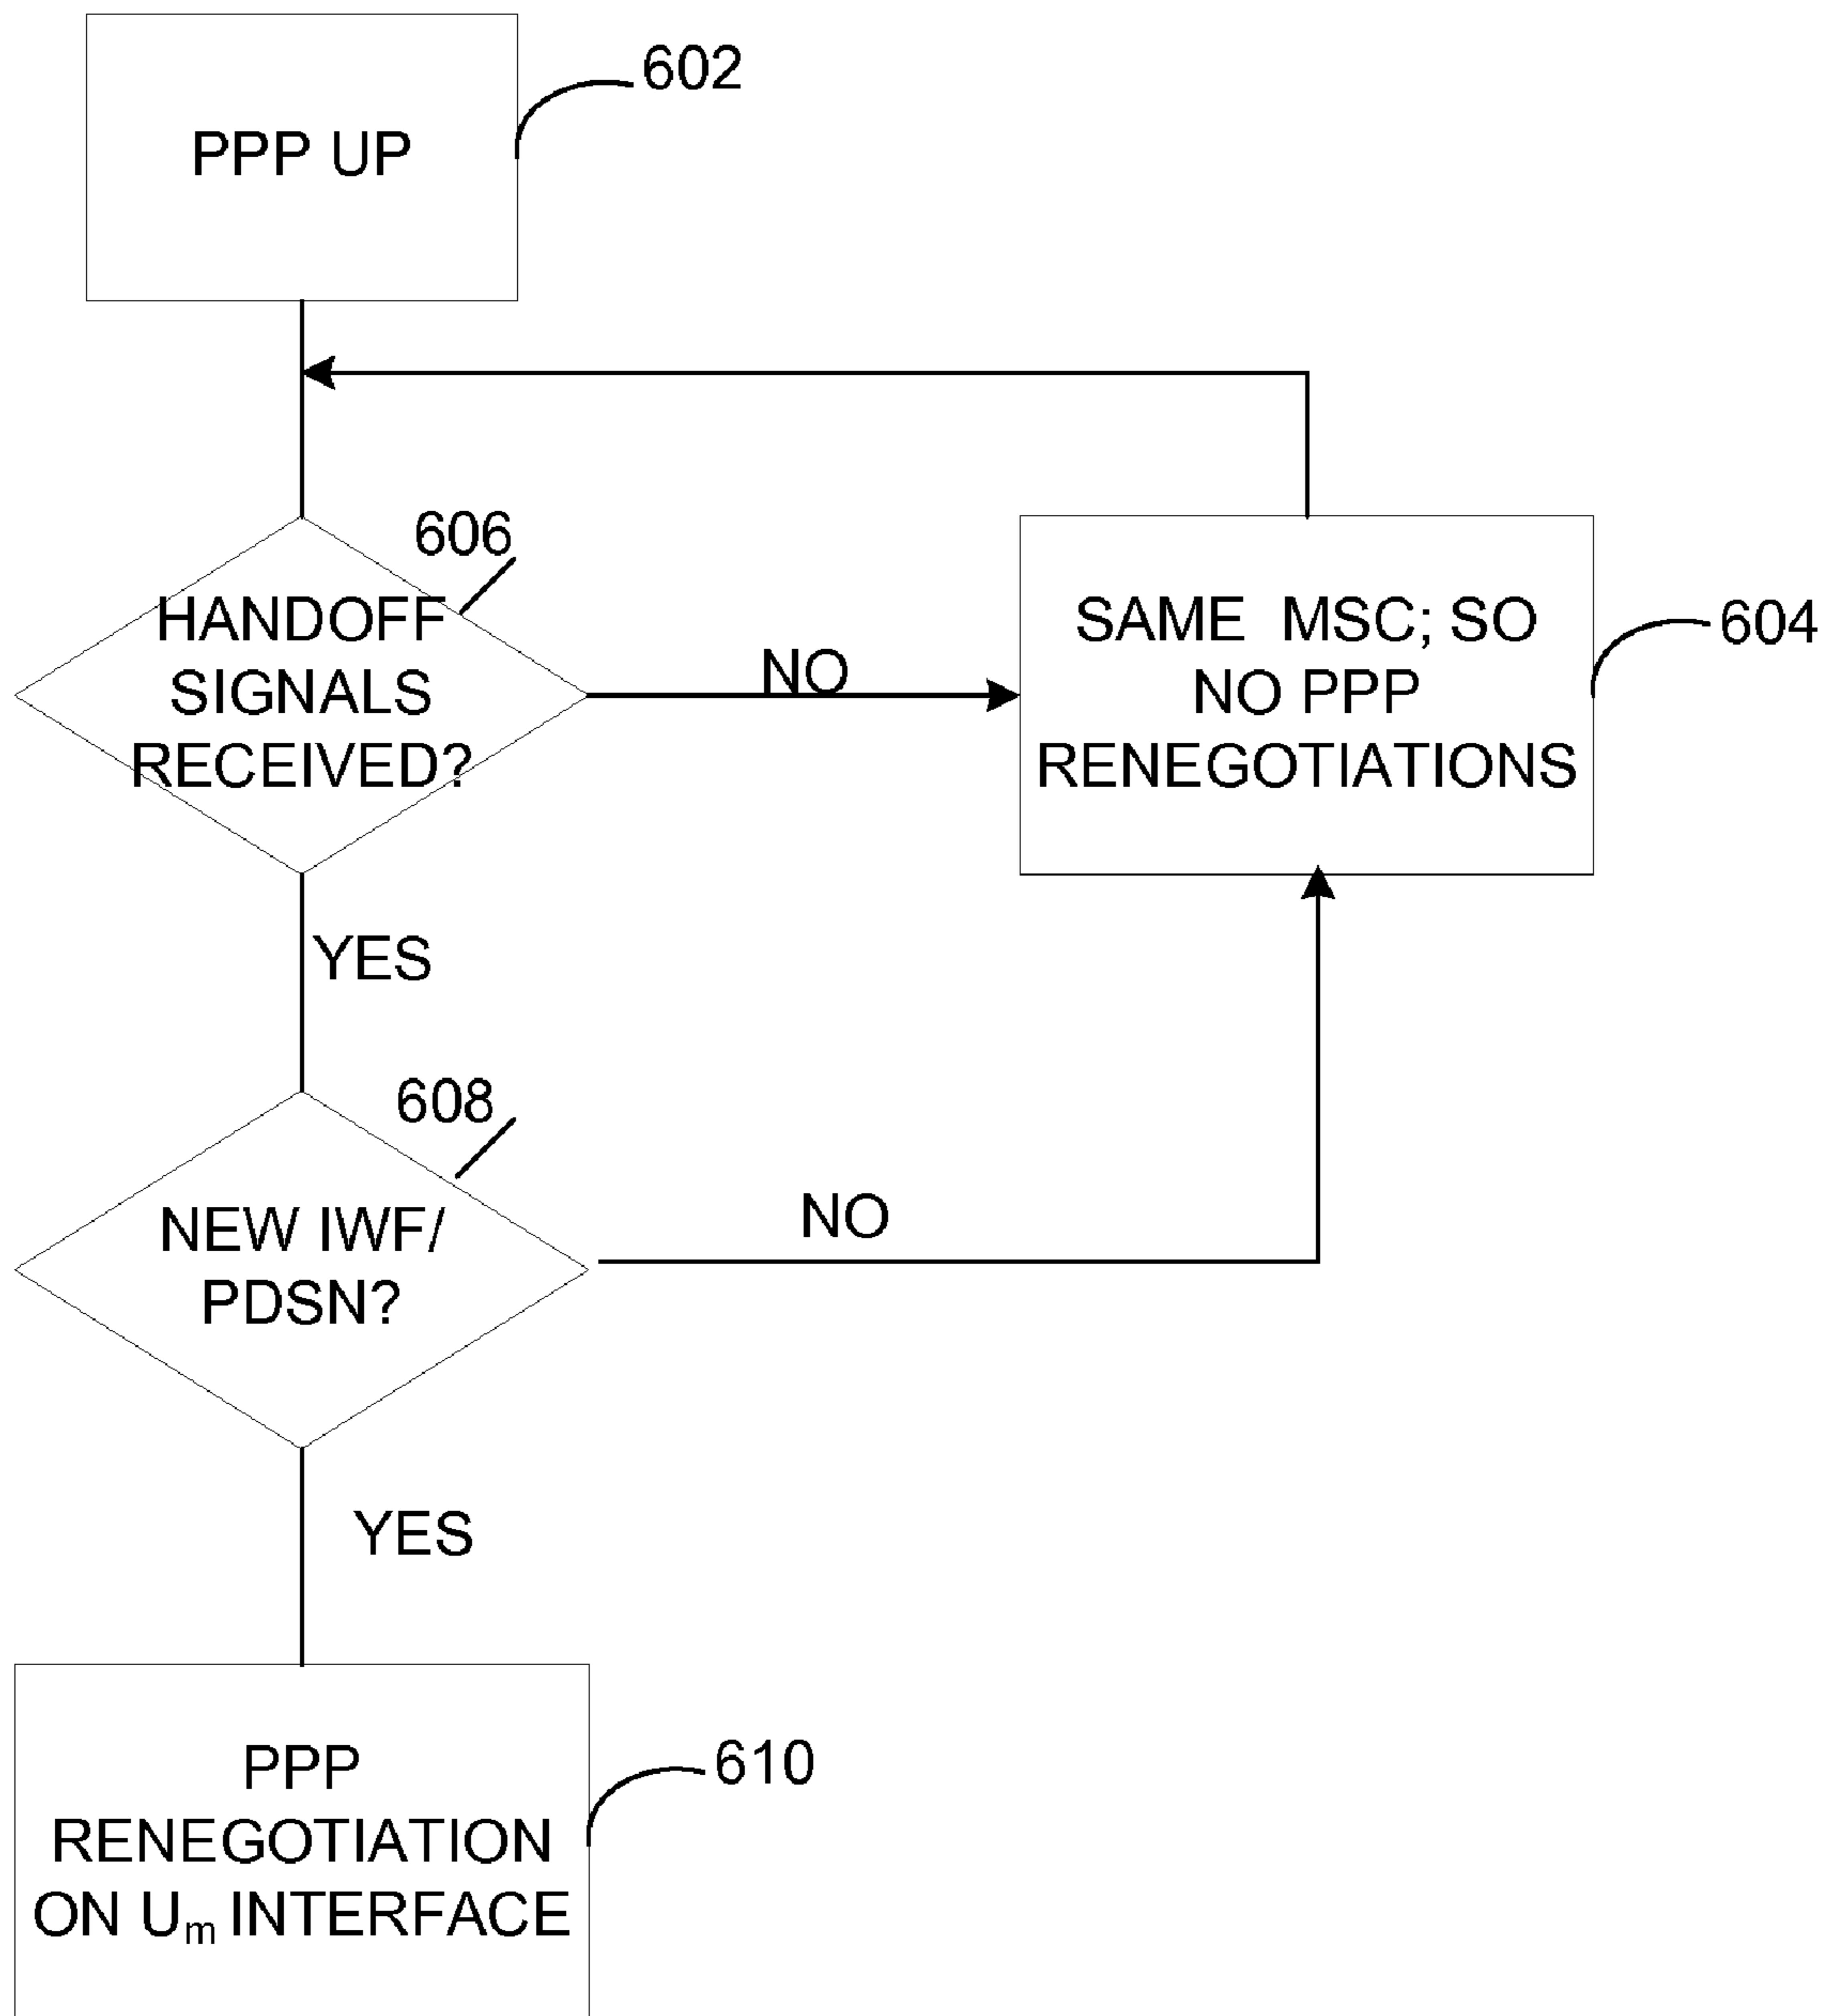 602
PPP UP
606
HANDOFF
SIGNALS
RECEIVED?
NO
SAME MSC; SO
NO PPP
RENEGOTIATIONS
604
YES
608
NEW IWF/
PDSN?
NO
YES
610
PPP
RENEGOTIATION
ON Um INTERFACE